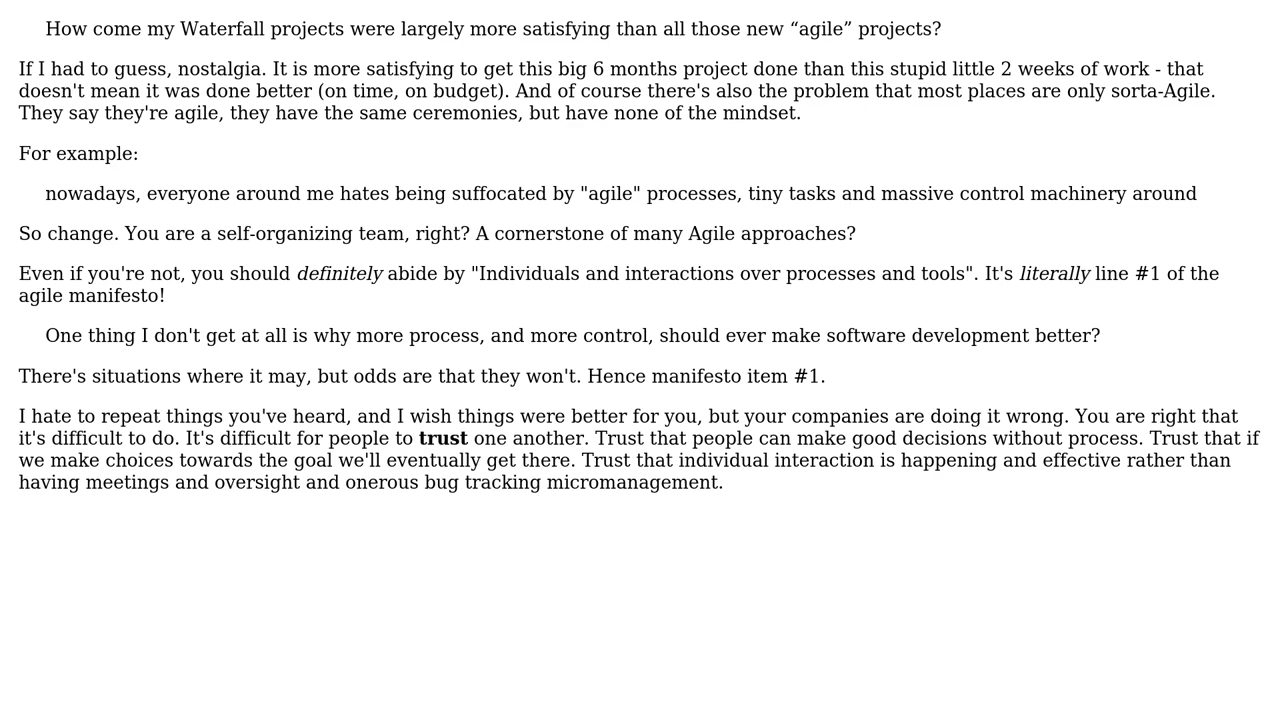 How come my Waterfall projects were largely more satisfying than all those new “agile” projects?
If I had to guess, nostalgia. It is more satisfying to get this big 6 months project done than this stupid little 2 weeks of work - that
doesn't mean it was done better (on time, on budget). And of course there's also the problem that most places are only sorta-Agile.
They say they're agile, they have the same ceremonies, but have none of the mindset.
For example:
nowadays, everyone around me hates being suffocated by "agile" processes, tiny tasks and massive control machinery around
So change. You are a self-organizing team, right? A cornerstone of many Agile approaches?
Even if you're not, you should definitely abide by "Individuals and interactions over processes and tools". It's literally line #1 of the
agile manifesto!
One thing I don't get at all is why more process, and more control, should ever make software development better?
There's situations where it may, but odds are that they won't. Hence manifesto item #1.
I hate to repeat things you've heard, and I wish things were better for you, but your companies are doing it wrong. You are right that
it's difficult to do. It's difficult for people to trust one another. Trust that people can make good decisions without process. Trust that if
we make choices towards the goal we'll eventually get there. Trust that individual interaction is happening and effective rather than
having meetings and oversight and onerous bug tracking micromanagement.